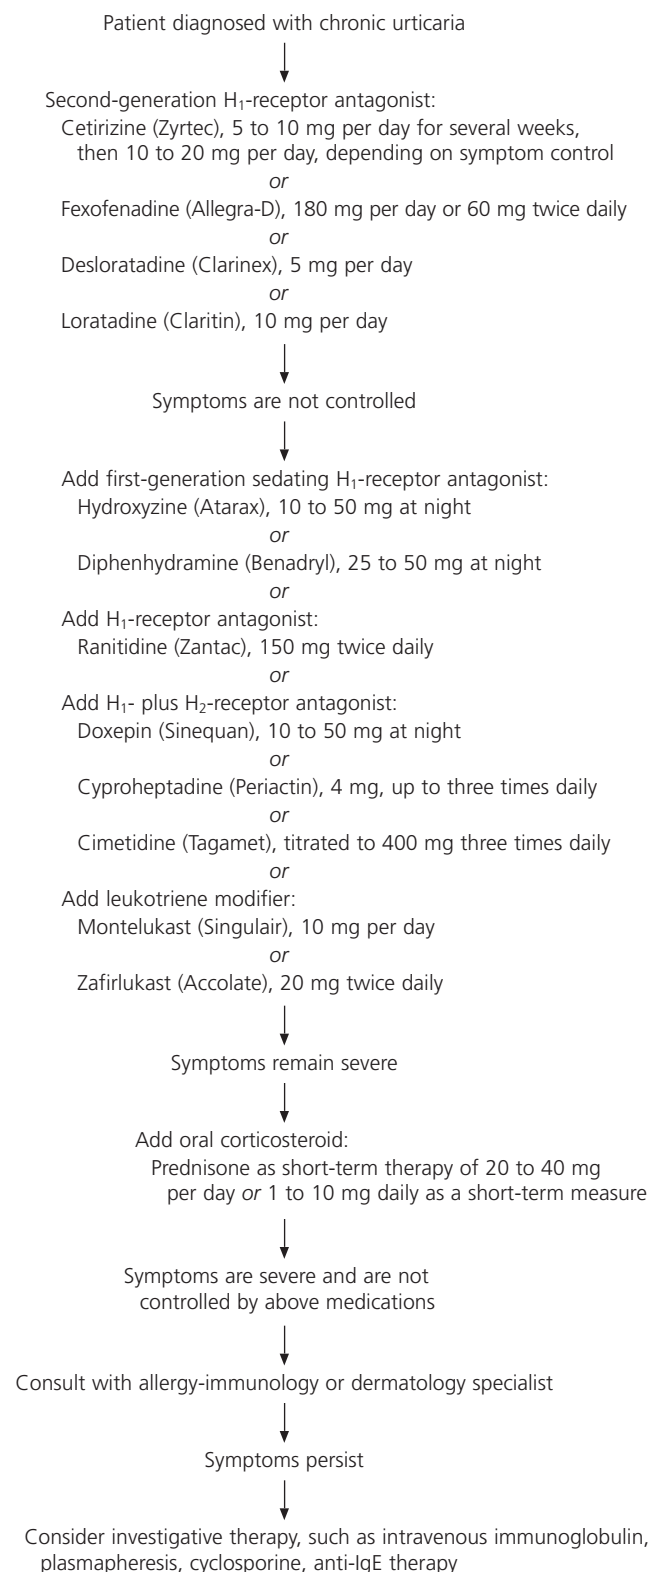 Patient diagnosed with chronic urticaria
Second-generation H₁-receptor antagonist:
Cetirizine (Zyrtec), 5 to 10 mg per day for several weeks,
then 10 to 20 mg per day, depending on symptom control
or
Fexofenadine (Allegra-D), 180 mg per day or 60 mg twice daily
or
Desloratadine (Clarinex), 5 mg per day
or
Loratadine (Claritin), 10 mg per day
Symptoms are not controlled
Add first-generation sedating H₁-receptor antagonist:
Hydroxyzine (Atarax), 10 to 50 mg at night
or
Diphenhydramine (Benadryl), 25 to 50 mg at night
or
Add H₁-receptor antagonist:
Ranitidine (Zantac), 150 mg twice daily
or
Add H₁- plus H₂-receptor antagonist:
Doxepin (Sinequan), 10 to 50 mg at night
or
Cyproheptadine (Periactin), 4 mg, up to three times daily
or
Cimetidine (Tagamet), titrated to 400 mg three times daily
or
Add leukotriene modifier:
Montelukast (Singulair), 10 mg per day
or
Zafirlukast (Accolate), 20 mg twice daily
Symptoms remain severe
Add oral corticosteroid:
Prednisone as short-term therapy of 20 to 40 mg
per day or 1 to 10 mg daily as a short-term measure
Symptoms are severe and are not
controlled by above medications
Consult with allergy-immunology or dermatology specialist
Symptoms persist
Consider investigative therapy, such as intravenous immunoglobulin,
plasmapheresis, cyclosporine, anti-IgE therapy